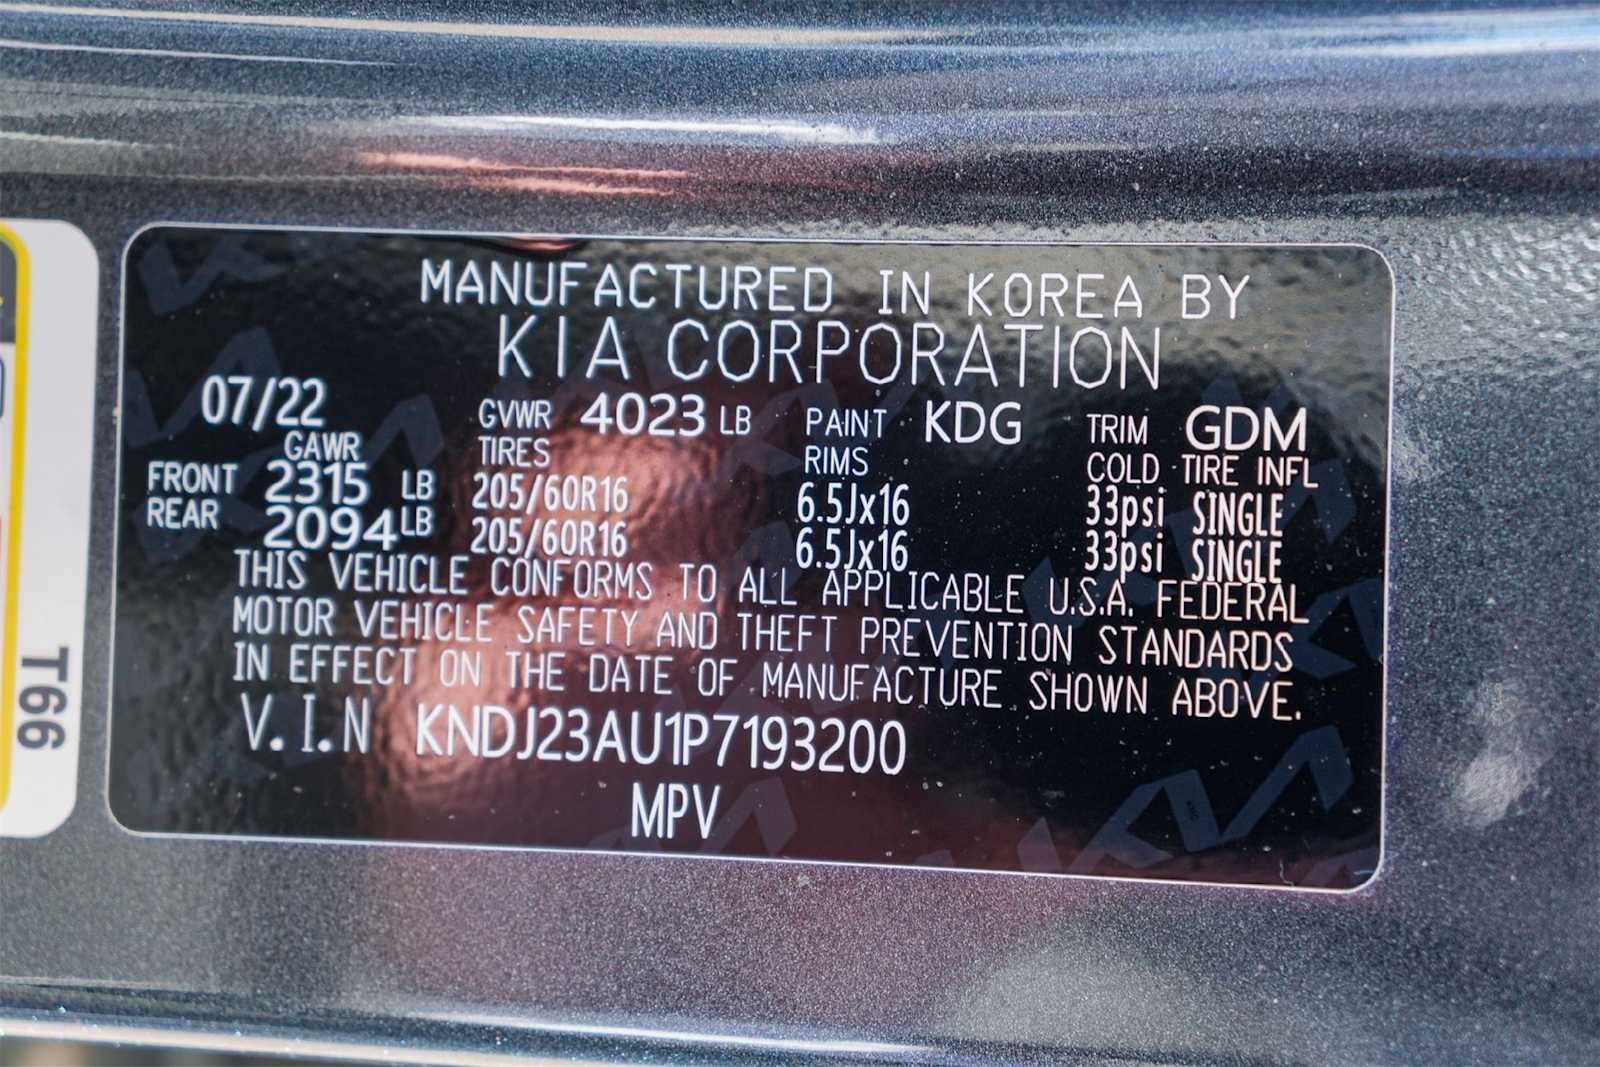 MANUFACTURED IN KOREA BY
KIA CORPORATION
07/22 GVWR 4023 LB PAINT KDG TRIM GDM
GAWR TIRES RIMS COLD TIRE INFL
FRONT 2315 LB 205/60R16 6.5Jx16 33psi SINGLE
REAR 2094 LB 205/60R16 6.5Jx16 33psi SINGLE
THIS VEHICLE CONFORMS TO ALL APPLICABLE U.S.A. FEDERAL
MOTOR VEHICLE SAFETY AND THEFT PREVENTION STANDARDS
IN EFFECT ON THE DATE OF MANUFACTURE SHOWN ABOVE.
V.I.N KNDJ23AU1P7193200
MPV
T66